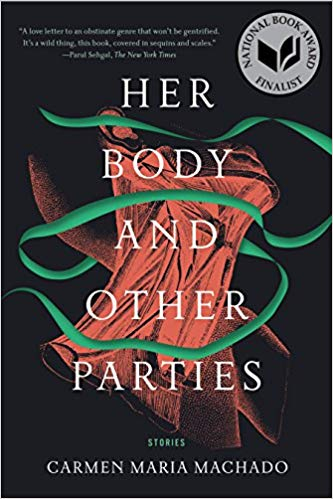 "A love letter to an obstinate genre that won't be gentrified.
It's a wild thing, this book, covered in sequins and scales."
—Parul Sehgal, The New York Times
NATIONAL BOOK AWARD
FINALIST
HER
BODY
AND
OTHER
PARTIES
STORIES
CARMEN MARIA MACHADO